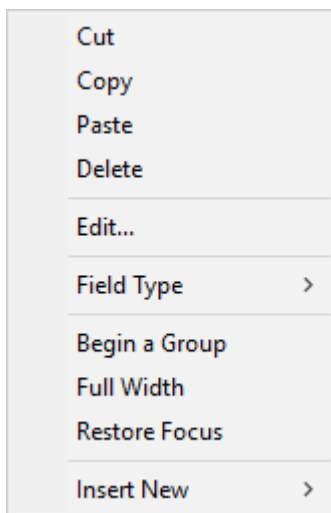 Cut
Copy
Paste
Delete
Edit...
Field Type
Begin a Group
Full Width
Restore Focus
Insert New